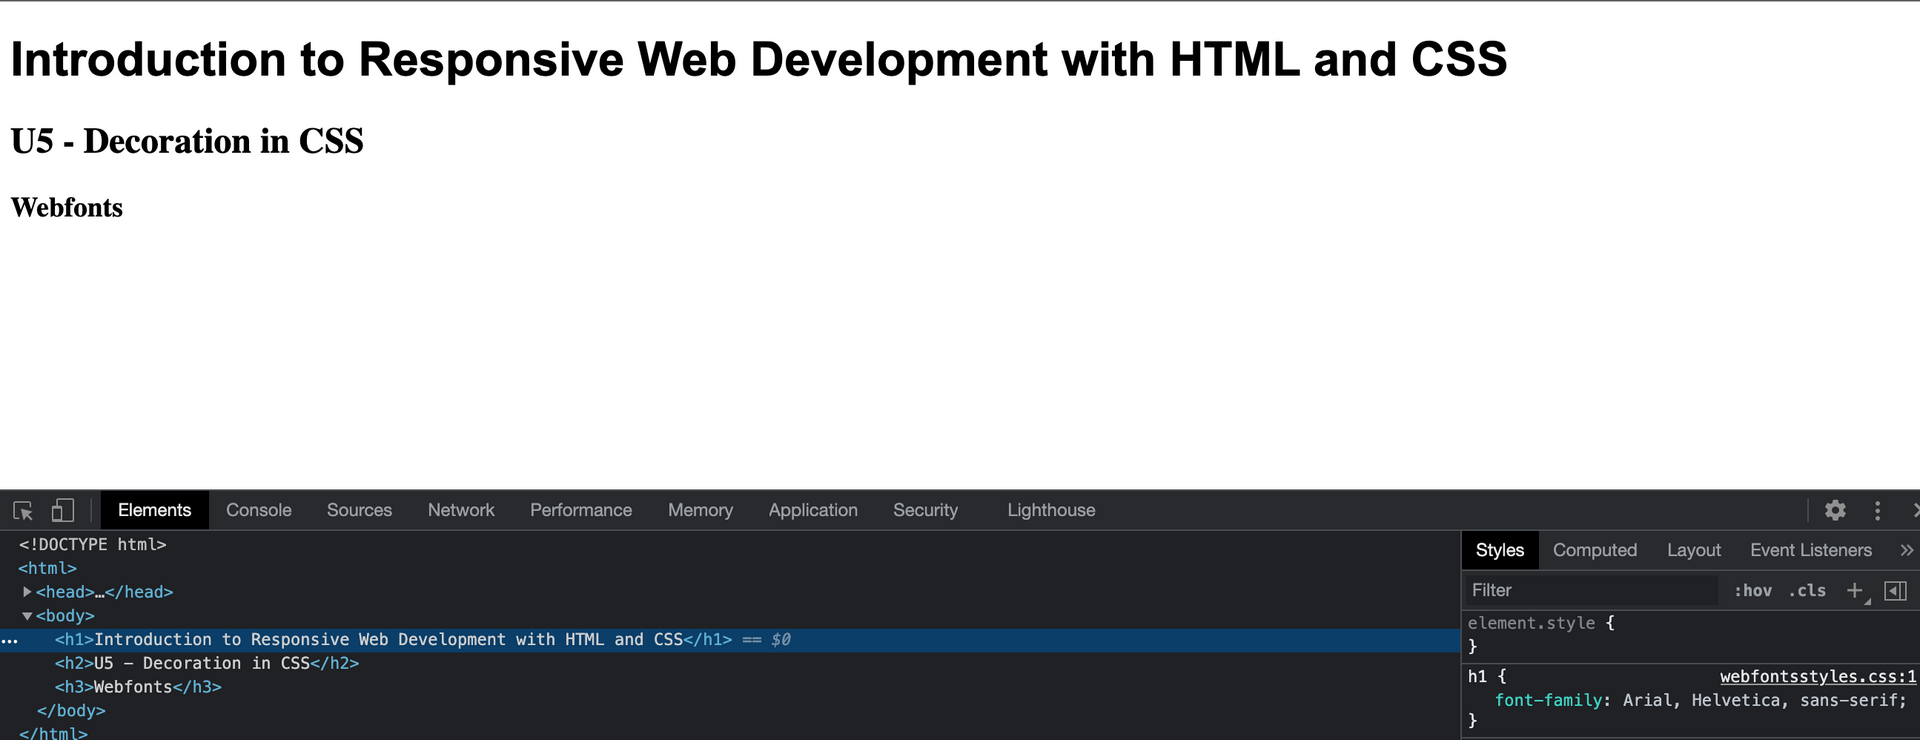 Introduction to Responsive Web Development with HTML and CSS
U5 - Decoration in CSS
Webfonts
Elements Console Sources Network Performance Memory Application Security Lighthouse
<!DOCTYPE html>
<html>
<head>…</head>
<body>
<h1>Introduction to Responsive Web Development with HTML and CSS</h1> == $0
<h2>U5 - Decoration in CSS</h2>
<h3>Webfonts</h3>
</body>
</html>
Styles Computed Layout Event Listeners »
Filter :hov .cls +
element.style {
}
h1 { webfontsstyles.css:1
font-family: Arial, Helvetica, sans-serif;
}